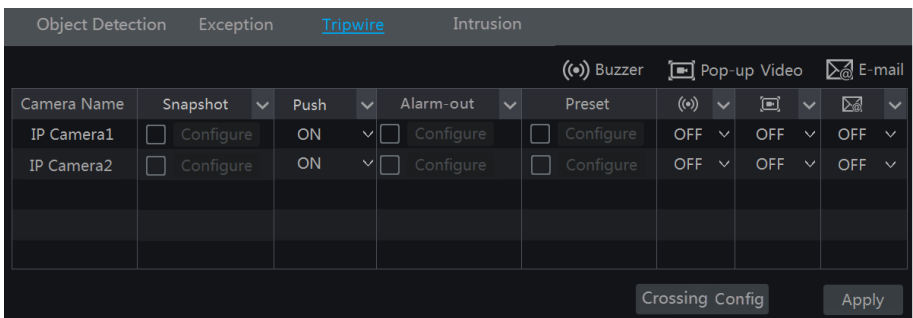 Object Detection Exception Tripwire Intrusion
Buzzer Pop-up Video E-mail
Camera Name Snapshot Push Alarm-out Preset
IP Camera1 Configure ON Configure Configure OFF OFF OFF
IP Camera2 Configure ON Configure Configure OFF OFF OFF
Crossing Config Apply